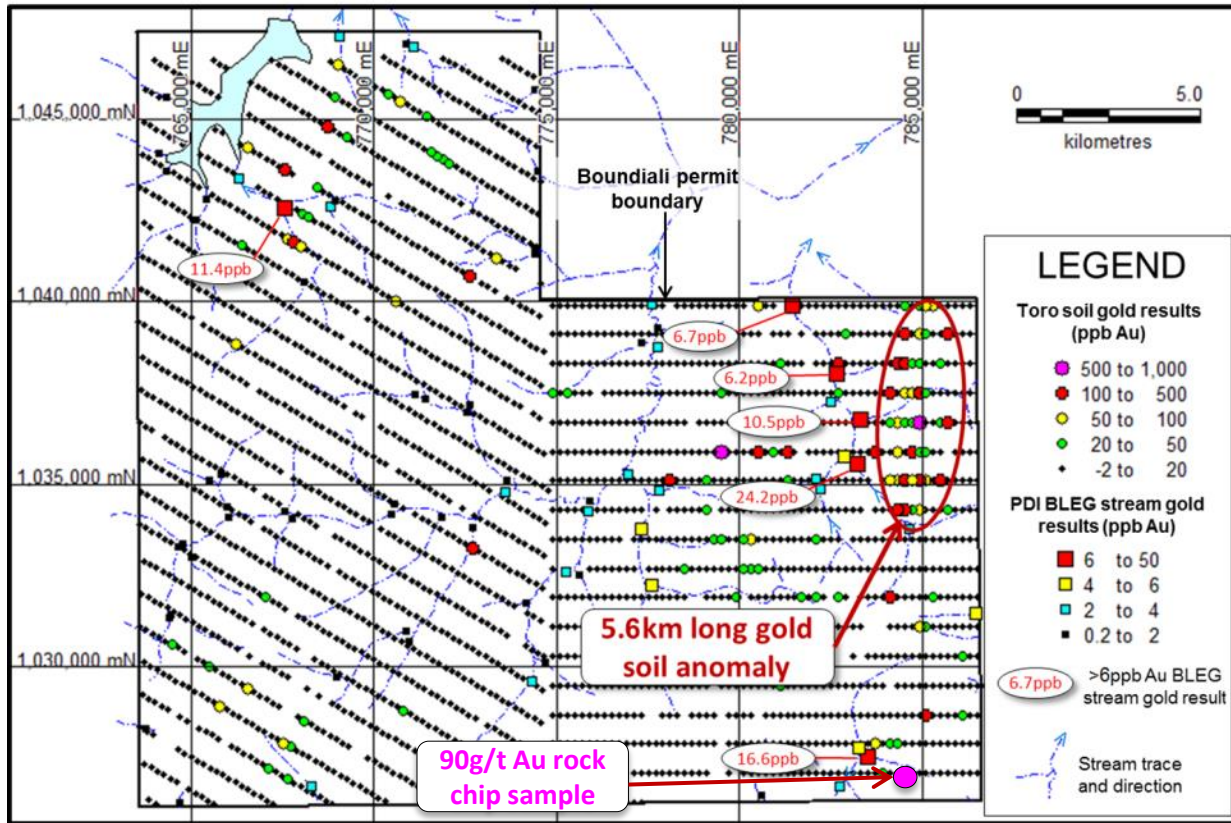 765,000 mE
770,000 mE
775,000 mE
780,000 mE
785,000 mE
0 5.0
kilometres
1,045,000 mN
Boundiali permit
boundary
11.4ppb
1,040,000 mN
6.7ppb
6.2ppb
10.5ppb
1,035,000 mN
24.2ppb
5.6km long gold
soil anomaly
1,030,000 mN
90g/t Au rock
chip sample
16.6ppb
LEGEND
Toro soil gold results
(ppb Au)
500 to 1,000
100 to 500
50 to 100
20 to 50
-2 to 20
PDI BLEG stream gold
results (ppb Au)
6 to 50
4 to 6
2 to 4
0.2 to 2
6.7ppb >6ppb Au BLEG
stream gold result
Stream trace
and direction